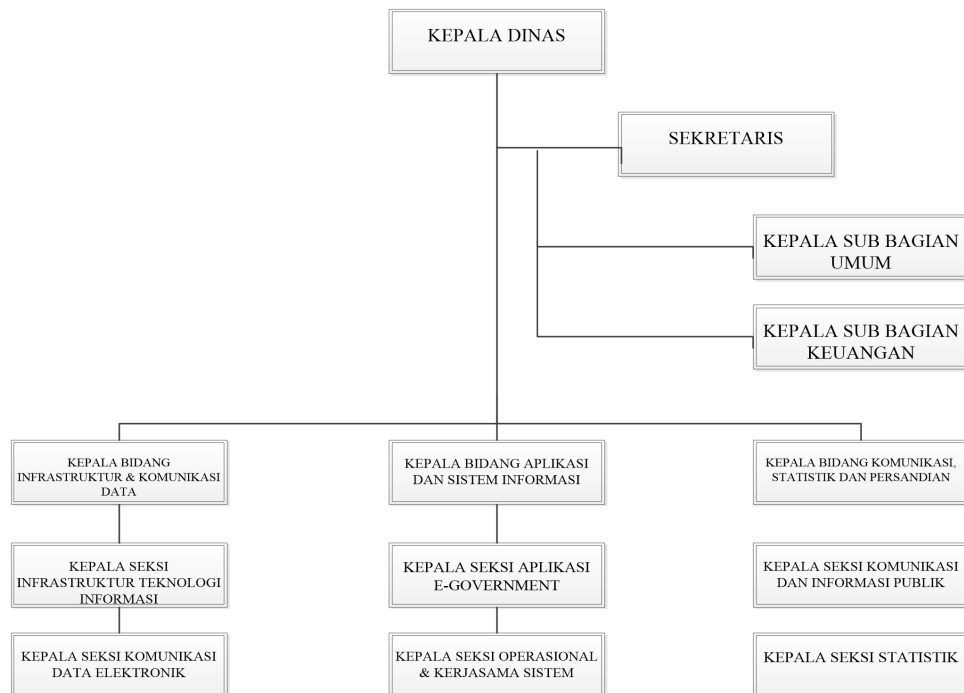 KEPALA DINAS
SEKRETARIS
KEPALA SUB BAGIAN
UMUM
KEPALA SUB BAGIAN
KEUANGAN
KEPALA BIDANG
INFRASTRUKTUR & KOMUNIKASI
DATA
KEPALA BIDANG APLIKASI
DAN SISTEM INFORMASI
KEPALA BIDANG KOMUNIKASI,
STATISTIK DAN PERSANDIAN
KEPALA SEKSI
INFRASTRUKTUR TEKNOLOGI
INFORMASI
KEPALA SEKSI APLIKASI
E-GOVERNMENT
KEPALA SEKSI KOMUNIKASI
DAN INFORMASI PUBLIK
KEPALA SEKSI KOMUNIKASI
DATA ELEKTRONIK
KEPALA SEKSI OPERASIONAL
& KERJASAMA SISTEM
KEPALA SEKSI STATISTIK